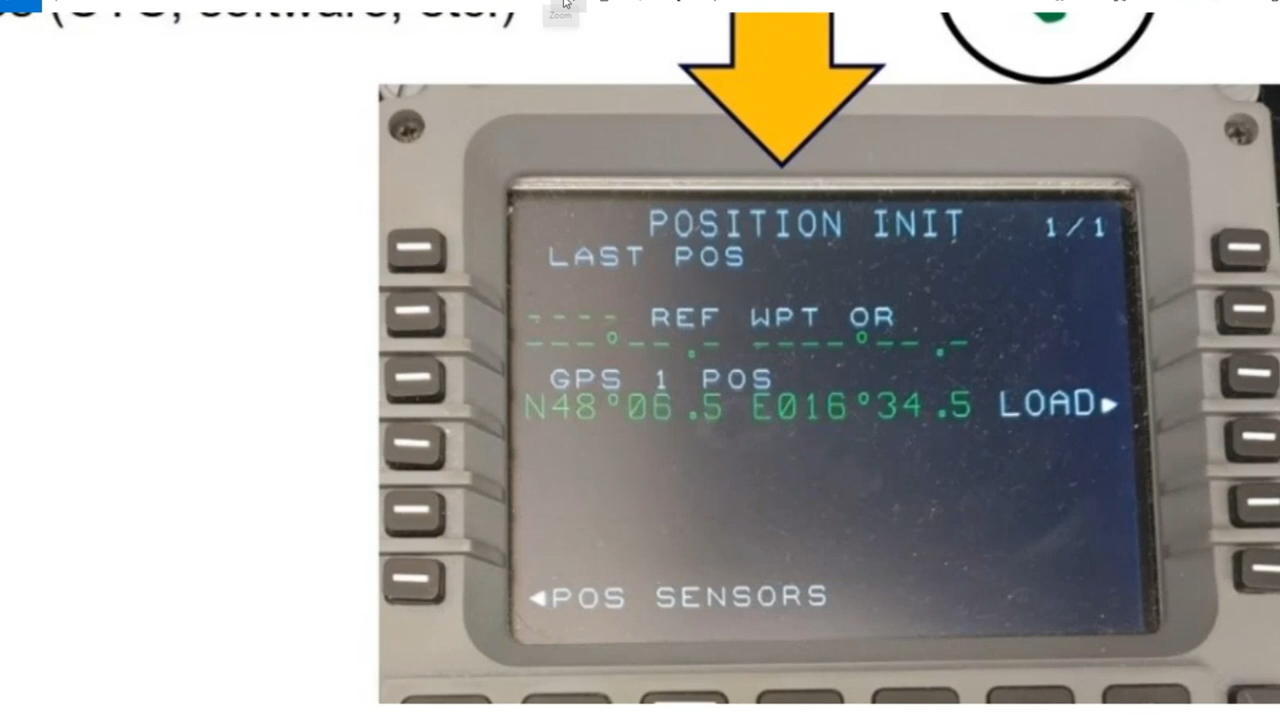 Zoom
POSITION INIT 1/1
LAST POS
---- REF WPT OR
---°--.- ----°--.-
GPS 1 POS
N48°06.5 E016°34.5 LOAD▶
◀POS SENSORS